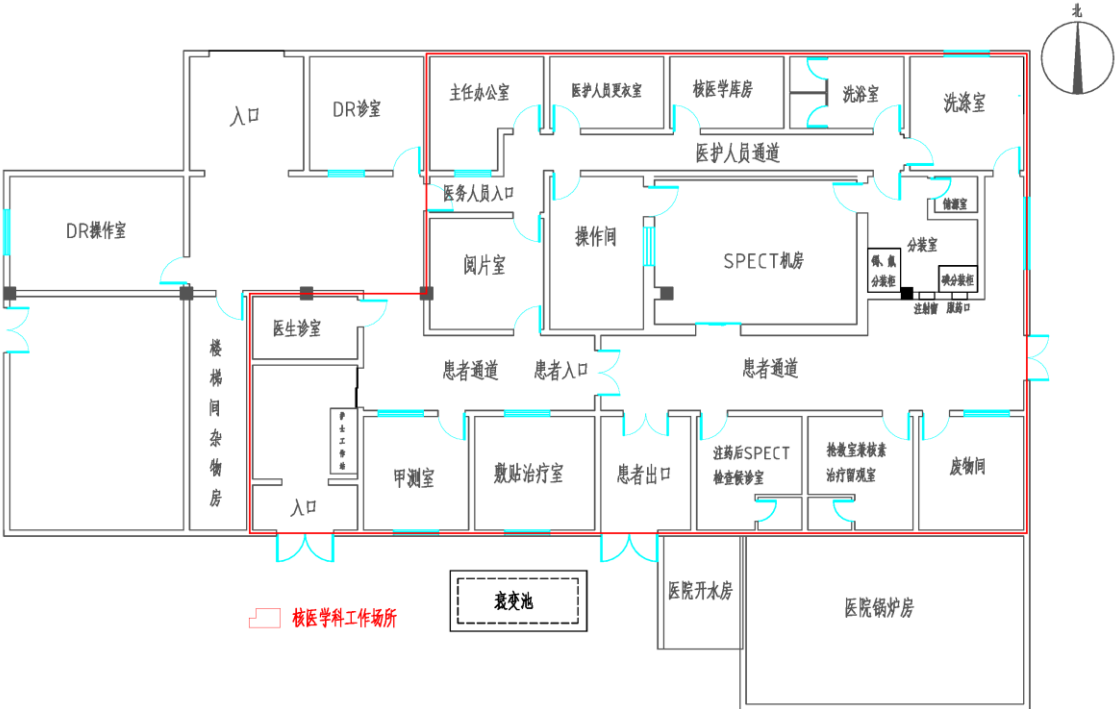 北
入口
DR诊室
主任办公室
医护人员更衣室
核医学库房
洗浴室
洗涤室
医护人员通道
医务人员入口
DR操作室
阅片室
操作间
SPECT机房
储源室
分装室
锝、氟
分装柜
碘分装柜
注射窗
服药口
医生诊室
患者通道
患者入口
患者通道
楼梯间杂物房
护士工作站
入口
甲测室
敷贴治疗室
患者出口
注药后SPECT
检查候诊室
抢救室兼核素
治疗留观室
废物间
衰变池
医院开水房
医院锅炉房
核医学科工作场所